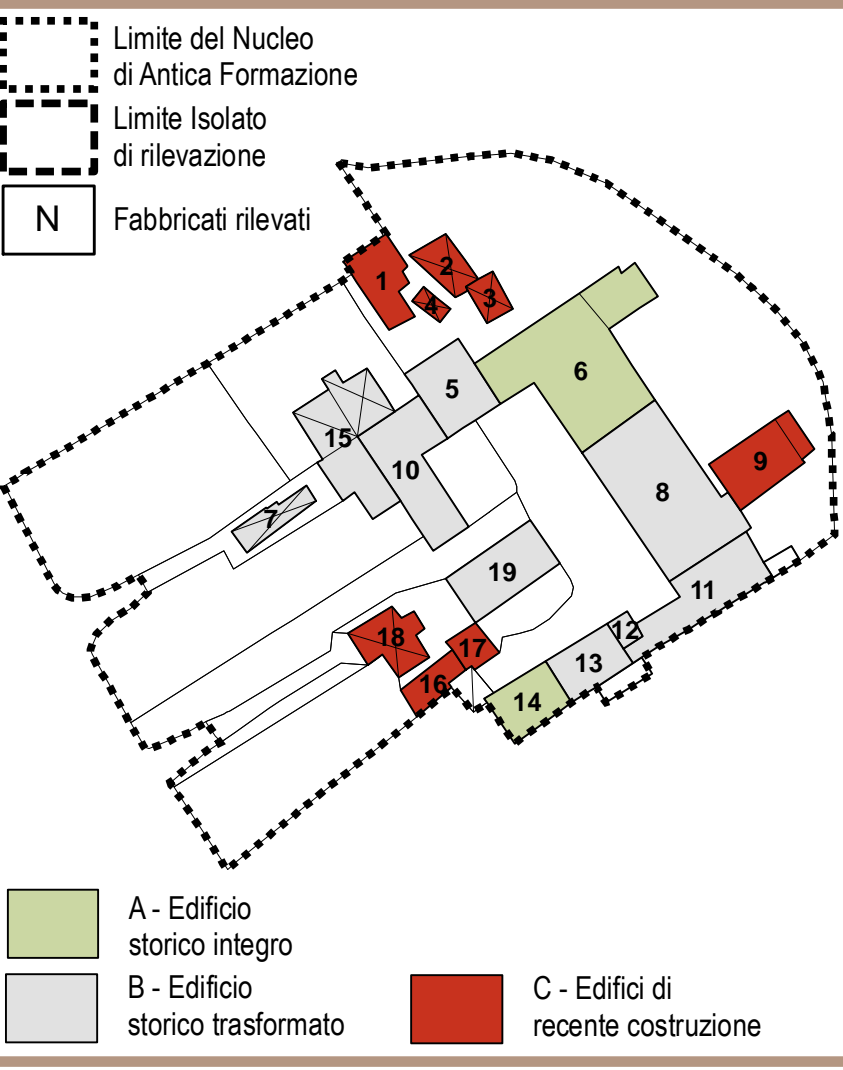 Limite del Nucleo
di Antica Formazione
Limite Isolato
di rilevazione
N
Fabbricati rilevati
1
2
3
4
5
6
7
8
9
10
11
12
13
14
15
16
17
18
19
A - Edificio
storico integro
B - Edificio
storico trasformato
C - Edifici di
recente costruzione